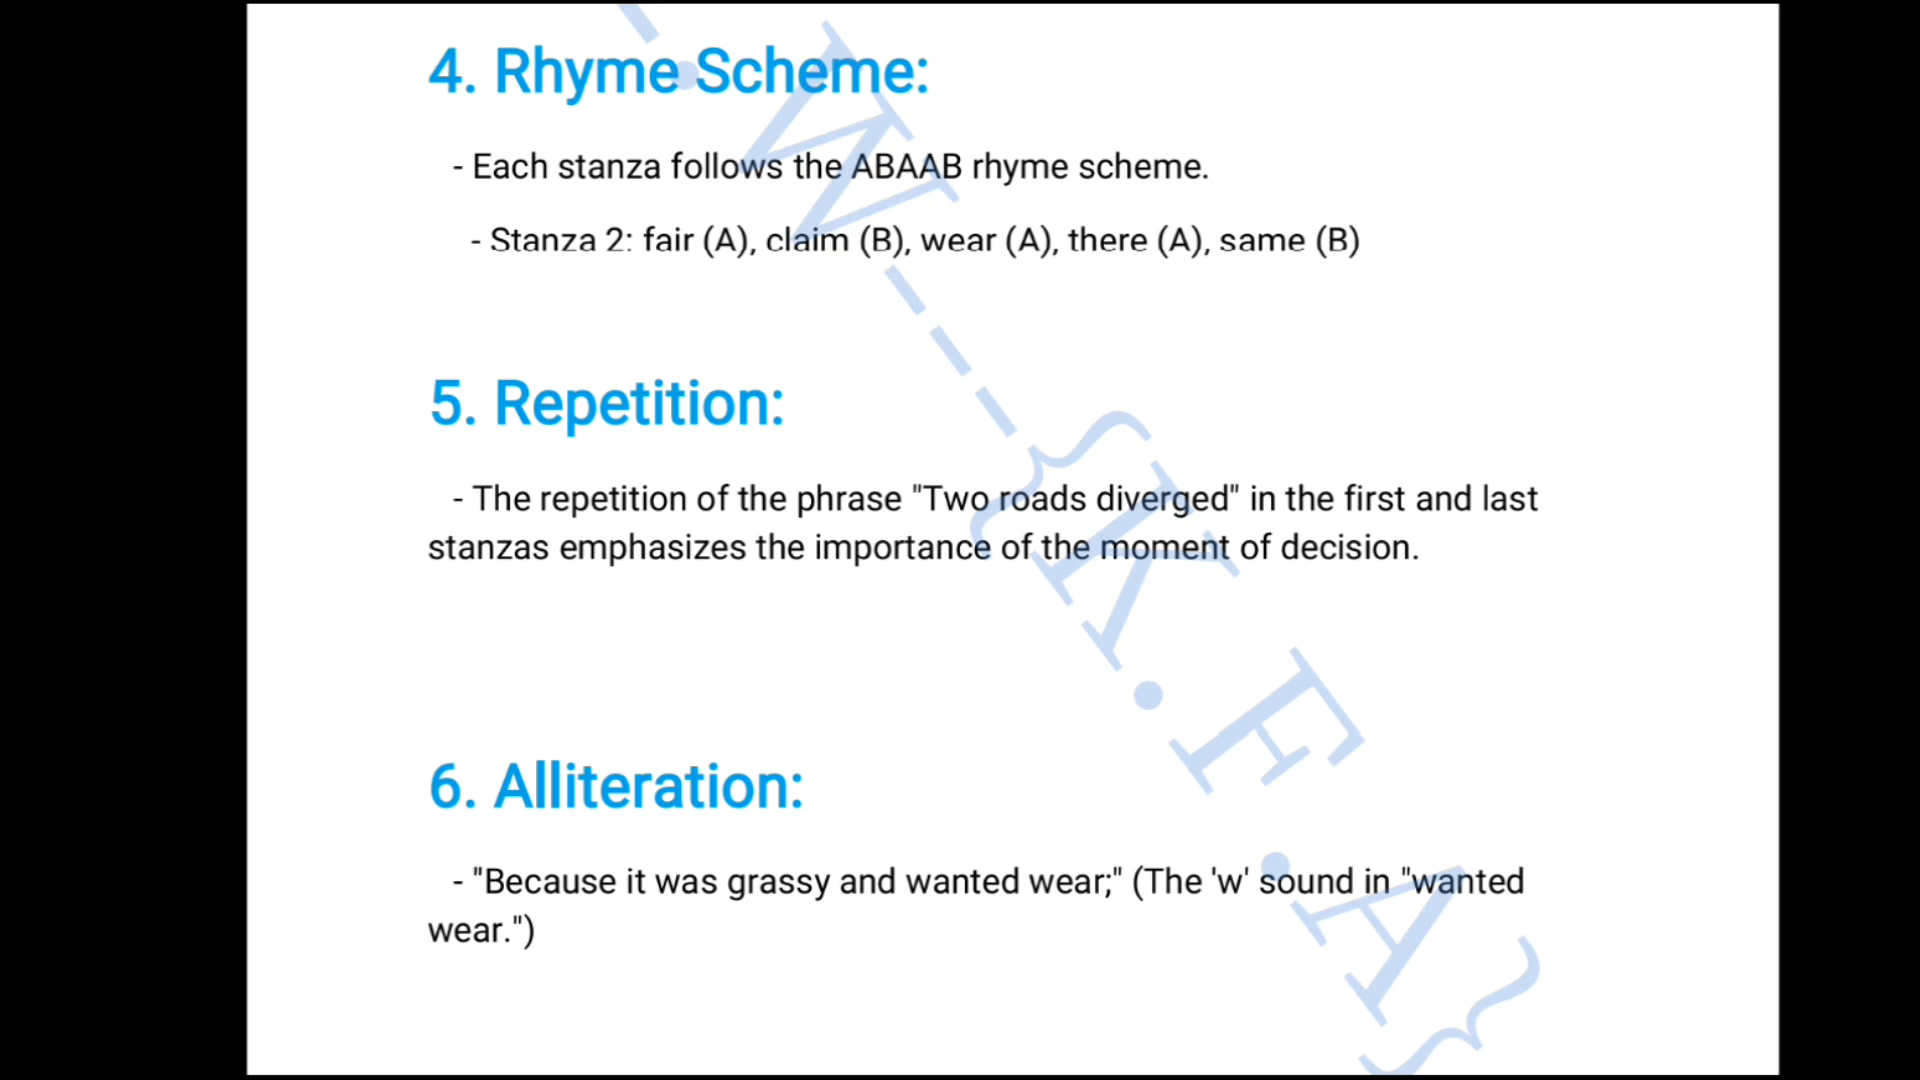 4. Rhyme Scheme:
- Each stanza follows the ABAAB rhyme scheme.
- Stanza 2: fair (A), claim (B), wear (A), there (A), same (B)
5. Repetition:
- The repetition of the phrase "Two roads diverged" in the first and last
stanzas emphasizes the importance of the moment of decision.
6. Alliteration:
- "Because it was grassy and wanted wear;" (The 'w' sound in "wanted
wear.")
-.W---{K.F.A}